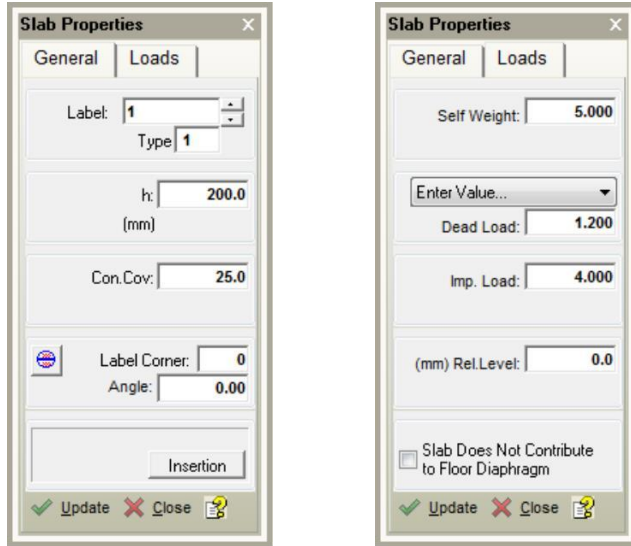 Slab Properties
General Loads
Label: 1
Type 1
h: 200.0
(mm)
Con.Cov: 25.0
Label Corner: 0
Angle: 0.00
Insertion
Update Close
Slab Properties
General Loads
Self Weight: 5.000
Enter Value...
Dead Load: 1.200
Imp. Load: 4.000
(mm) Rel.Level: 0.0
Slab Does Not Contribute
to Floor Diaphragm
Update Close